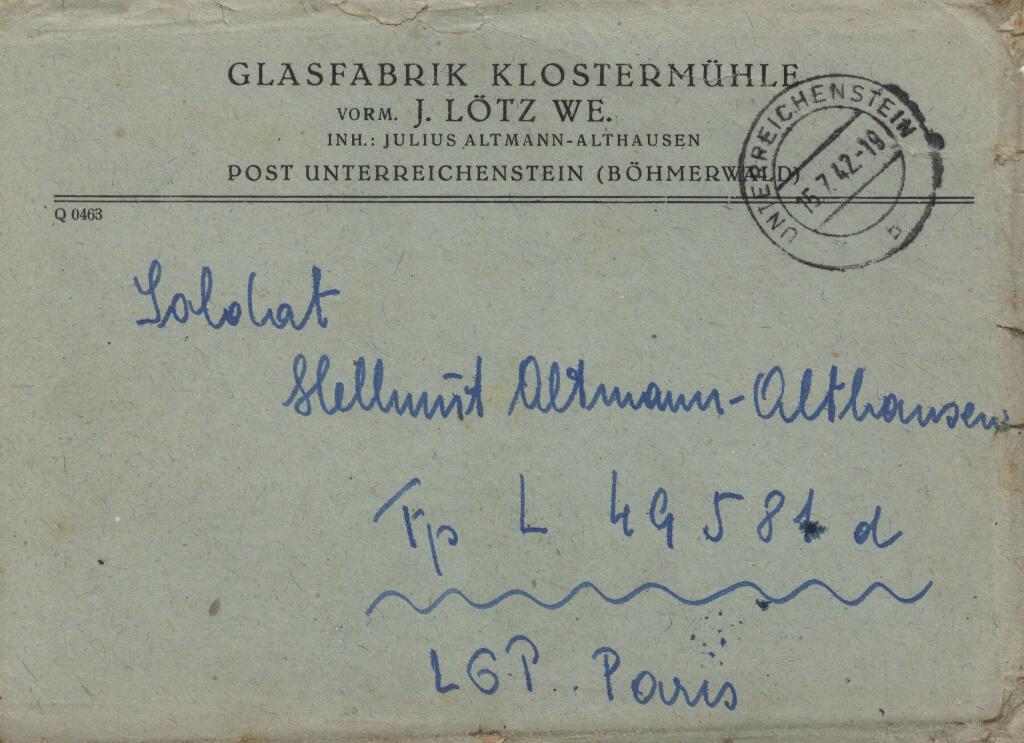 GLASFABRIK KLOSTERMÜHLE
VORM. J. LÖTZ WE.
INH.: JULIUS ALTMANN-ALTHAUSEN
POST UNTERREICHENSTEIN (BÖHMERWALD)
UNTERREICHENSTEIN
15.7.42.-19
b
Q 0463
Soldat
Hellmut Altmann-Althausen
Fp L 49581 d
LGP. Paris